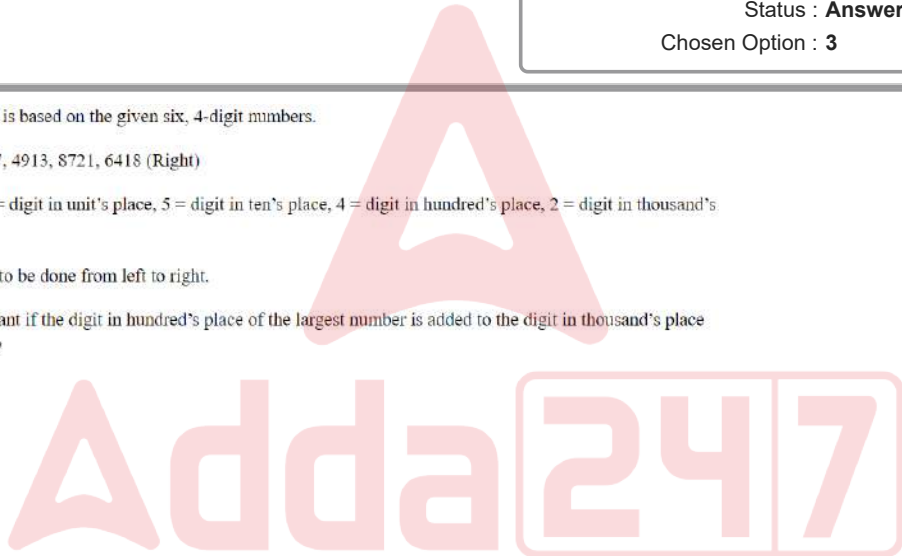 Status : Answer
Chosen Option : 3
is based on the given six, 4-digit numbers.
, 4913, 8721, 6418 (Right)
= digit in unit's place, 5 = digit in ten's place, 4 = digit in hundred's place, 2 = digit in thousand's
to be done from left to right.
ant if the digit in hundred's place of the largest number is added to the digit in thousand's place
Adda247